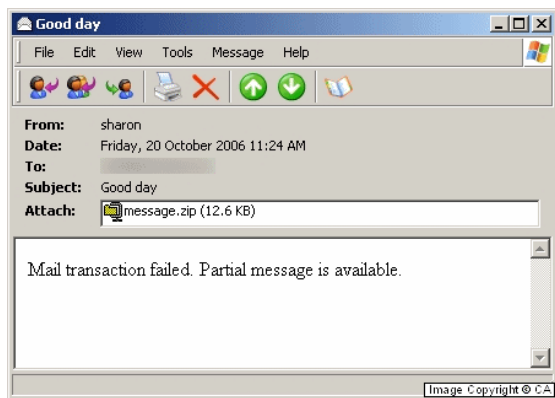 Good day
File Edit View Tools Message Help
From: sharon
Date: Friday, 20 October 2006 11:24 AM
To:
Subject: Good day
Attach: message.zip (12.6 KB)
Mail transaction failed. Partial message is available.
Image Copyright © CA